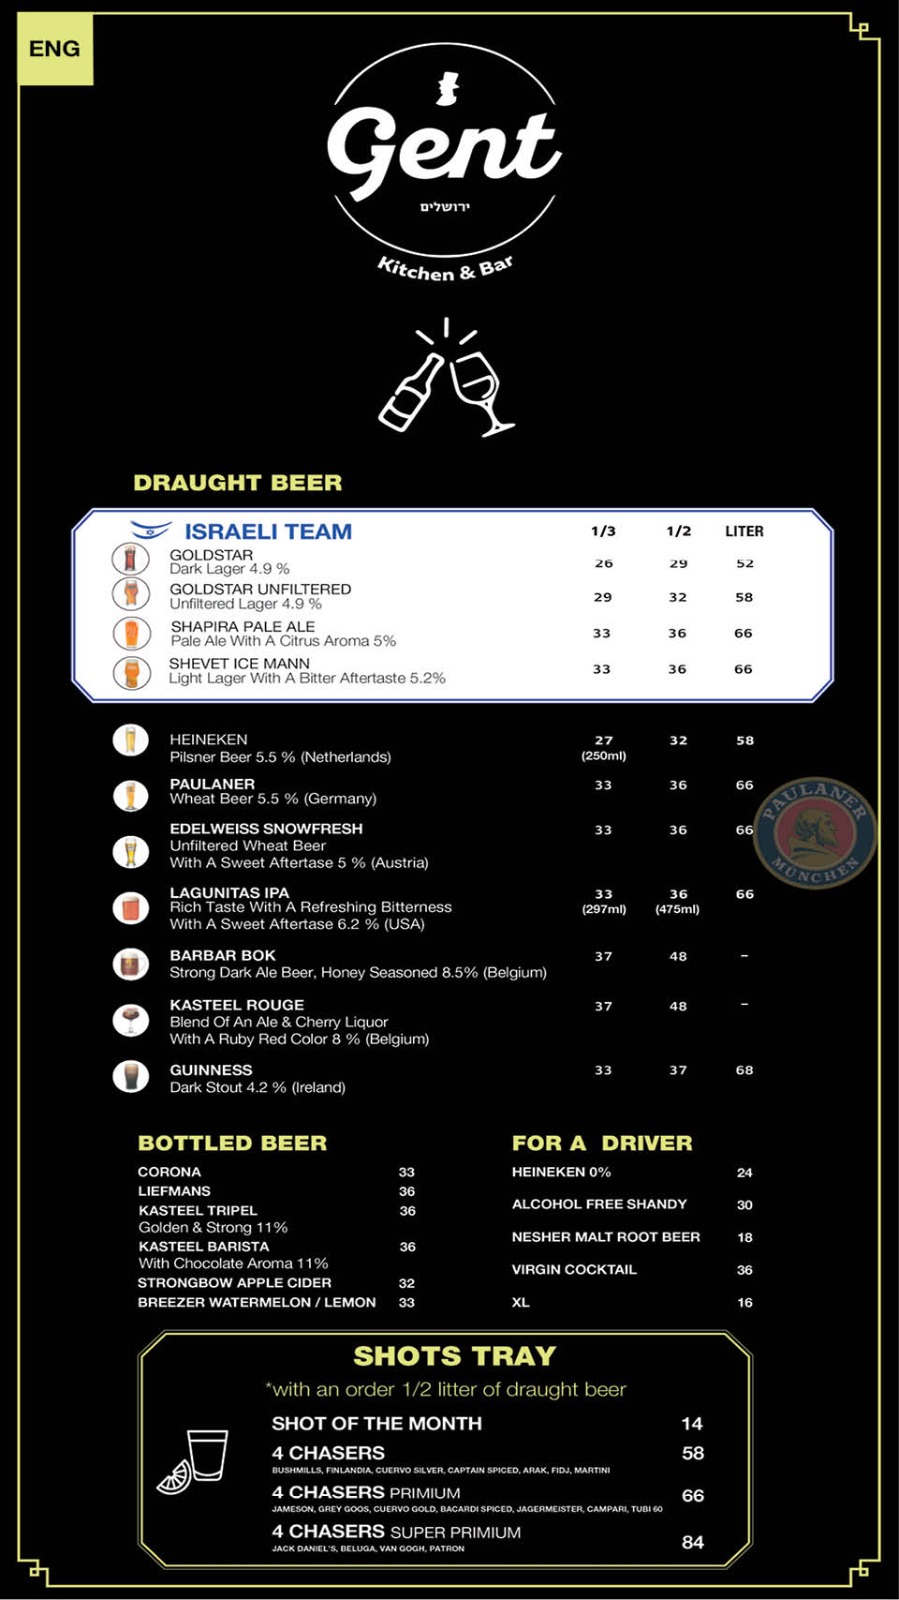 ENG
Gent
ירושלים
Kitchen & Bar
DRAUGHT BEER
ISRAELI TEAM 1/3 1/2 LITER
GOLDSTAR
Dark Lager 4.9 % 26 29 52
GOLDSTAR UNFILTERED
Unfiltered Lager 4.9 % 29 32 58
SHAPIRA PALE ALE
Pale Ale With A Citrus Aroma 5% 33 36 66
SHEVET ICE MANN
Light Lager With A Bitter Aftertaste 5.2% 33 36 66
HEINEKEN 27 32 58
Pilsner Beer 5.5 % (Netherlands) (250ml)
PAULANER 33 36 66
Wheat Beer 5.5 % (Germany)
PAULANER
MÜNCHEN
EDELWEISS SNOWFRESH 33 36 66
Unfiltered Wheat Beer
With A Sweet Aftertase 5 % (Austria)
LAGUNITAS IPA 33 36 66
Rich Taste With A Refreshing Bitterness (297ml) (475ml)
With A Sweet Aftertase 6.2 % (USA)
BARBAR BOK 37 48 –
Strong Dark Ale Beer, Honey Seasoned 8.5% (Belgium)
KASTEEL ROUGE 37 48 –
Blend Of An Ale & Cherry Liquor
With A Ruby Red Color 8 % (Belgium)
GUINNESS 33 37 68
Dark Stout 4.2 % (Ireland)
BOTTLED BEER
CORONA 33
LIEFMANS 36
KASTEEL TRIPEL 36
Golden & Strong 11%
KASTEEL BARISTA 36
With Chocolate Aroma 11%
STRONGBOW APPLE CIDER 32
BREEZER WATERMELON / LEMON 33
FOR A DRIVER
HEINEKEN 0% 24
ALCOHOL FREE SHANDY 30
NESHER MALT ROOT BEER 18
VIRGIN COCKTAIL 36
XL 16
SHOTS TRAY
*with an order 1/2 litter of draught beer
SHOT OF THE MONTH 14
4 CHASERS 58
BUSHMILLS, FINLANDIA, CUERVO SILVER, CAPTAIN SPICED, ARAK, FIDJ, MARTINI
4 CHASERS PRIMIUM 66
JAMESON, GREY GOOS, CUERVO GOLD, BACARDI SPICED, JAGERMEISTER, CAMPARI, TUBI 60
4 CHASERS SUPER PRIMIUM 84
JACK DANIEL'S, BELUGA, VAN GOGH, PATRON